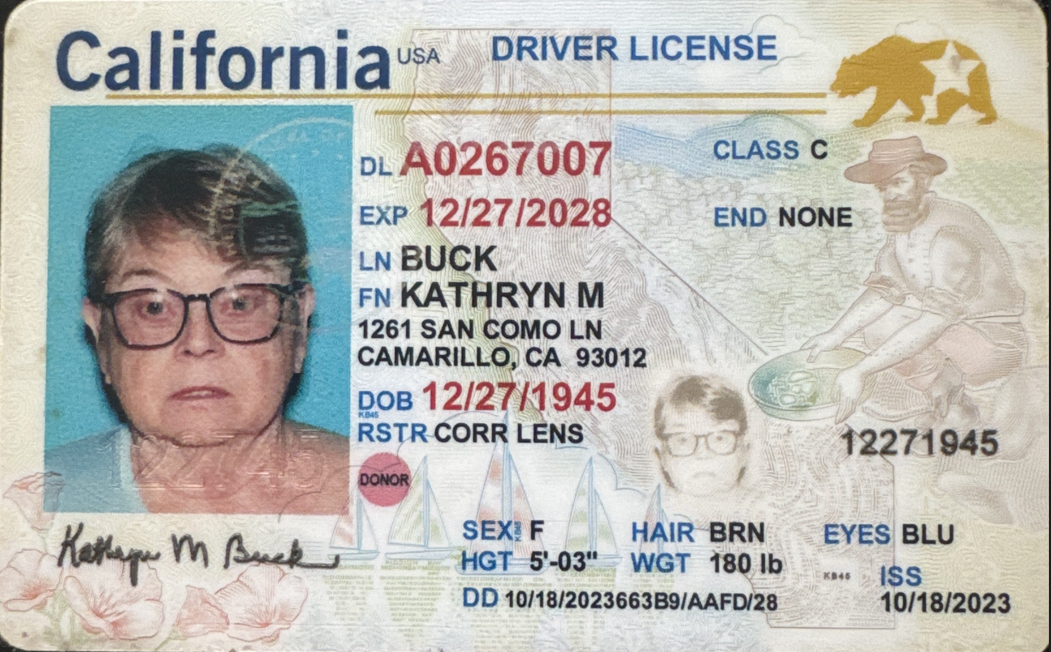 California USA DRIVER LICENSE
DL A0267007 CLASS C
EXP 12/27/2028 END NONE
LN BUCK
FN KATHRYN M
1261 SAN COMO LN
CAMARILLO, CA 93012
DOB 12/27/1945
KB45
RSTR CORR LENS
12271945
DONOR
Kathryn M Buck
SEX F HAIR BRN EYES BLU
HGT 5'-03" WGT 180 lb
KB45
ISS
DD 10/18/2023663B9/AAFD/28 10/18/2023